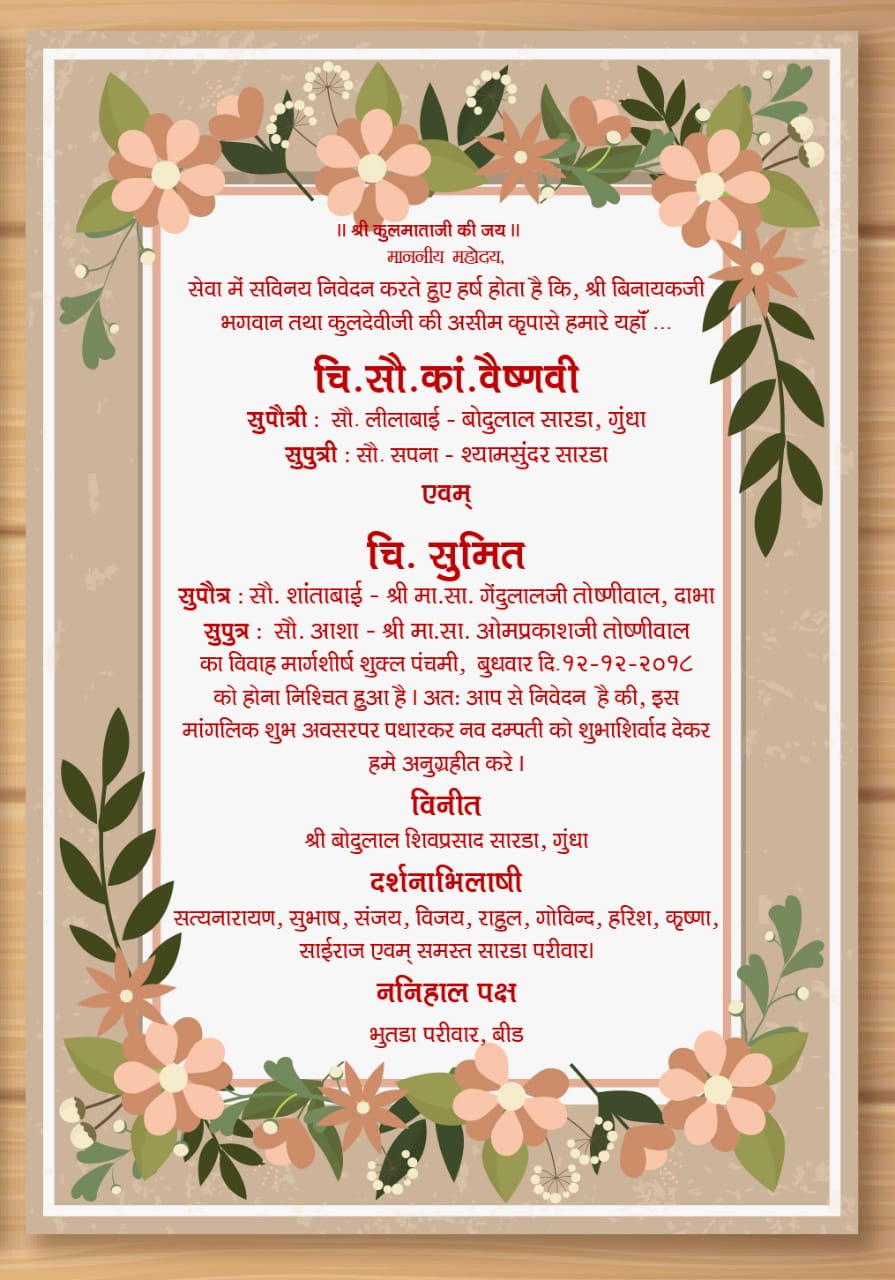 ॥ श्री कुलमाताजी की जय ॥
माननीय महोदय,
सेवा में सविनय निवेदन करते हुए हर्ष होता है कि, श्री बिनायकजी
भगवान तथा कुलदेवीजी की असीम कृपासे हमारे यहाँ ...
चि.सौ.कां.वैष्णवी
सुपौत्री : सौ. लीलाबाई - बोदुलाल सारडा, गुंधा
सुपुत्री : सौ. सपना - श्यामसुंदर सारडा
एवम्
चि. सुमित
सुपौत्र : सौ. शांताबाई - श्री मा.सा. गेंदुलालजी तोष्णीवाल, दाभा
सुपुत्र : सौ. आशा - श्री मा.सा. ओमप्रकाशजी तोष्णीवाल
का विवाह मार्गशीर्ष शुक्ल पंचमी, बुधवार दि.१२-१२-२०१८
को होना निश्चित हुआ है । अतः आप से निवेदन है की, इस
मांगलिक शुभ अवसरपर पधारकर नव दम्पती को शुभाशिर्वाद देकर
हमे अनुग्रहीत करे ।
विनीत
श्री बोदुलाल शिवप्रसाद सारडा, गुंधा
दर्शनाभिलाषी
सत्यनारायण, सुभाष, संजय, विजय, राहुल, गोविन्द, हरिश, कृष्णा,
साईराज एवम् समस्त सारडा परीवार।
ननिहाल पक्ष
भुतडा परीवार, बीड